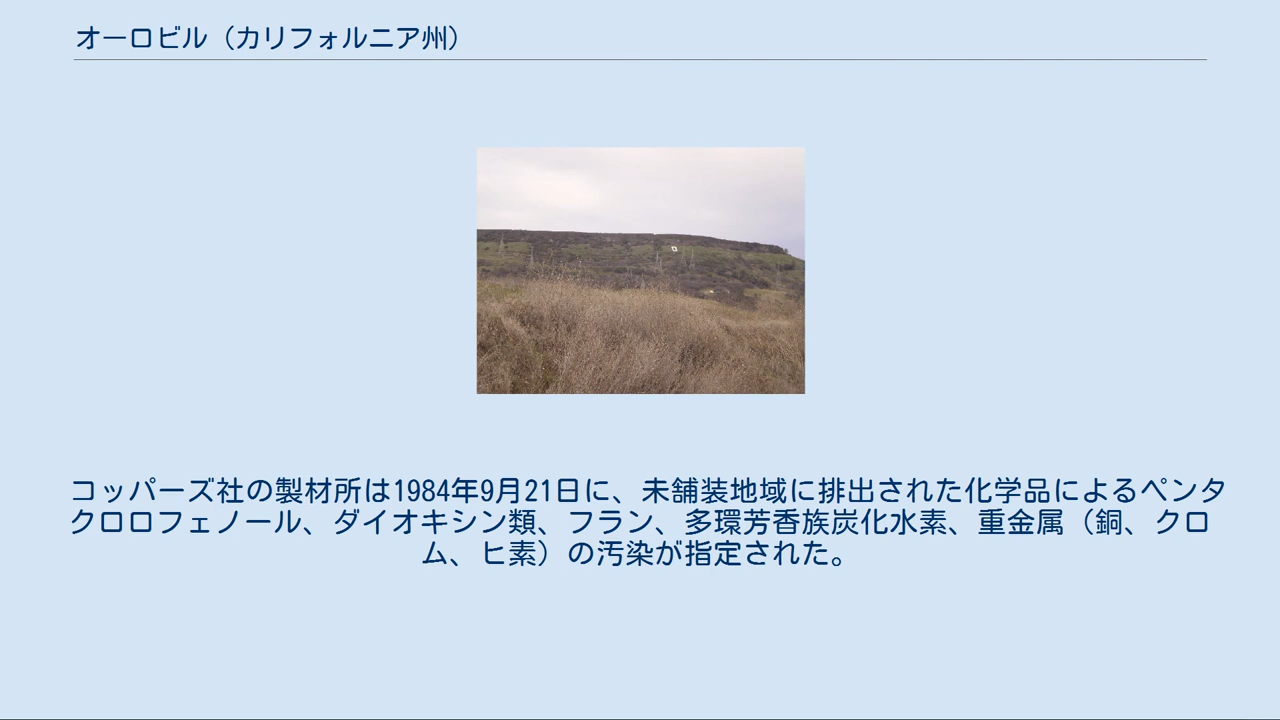 オーロビル（カリフォルニア州）
コッパーズ社の製材所は1984年9月21日に、未舗装地域に排出された化学品によるペンタ
クロロフェノール、ダイオキシン類、フラン、多環芳香族炭化水素、重金属（銅、クロ
ム、ヒ素）の汚染が指定された。